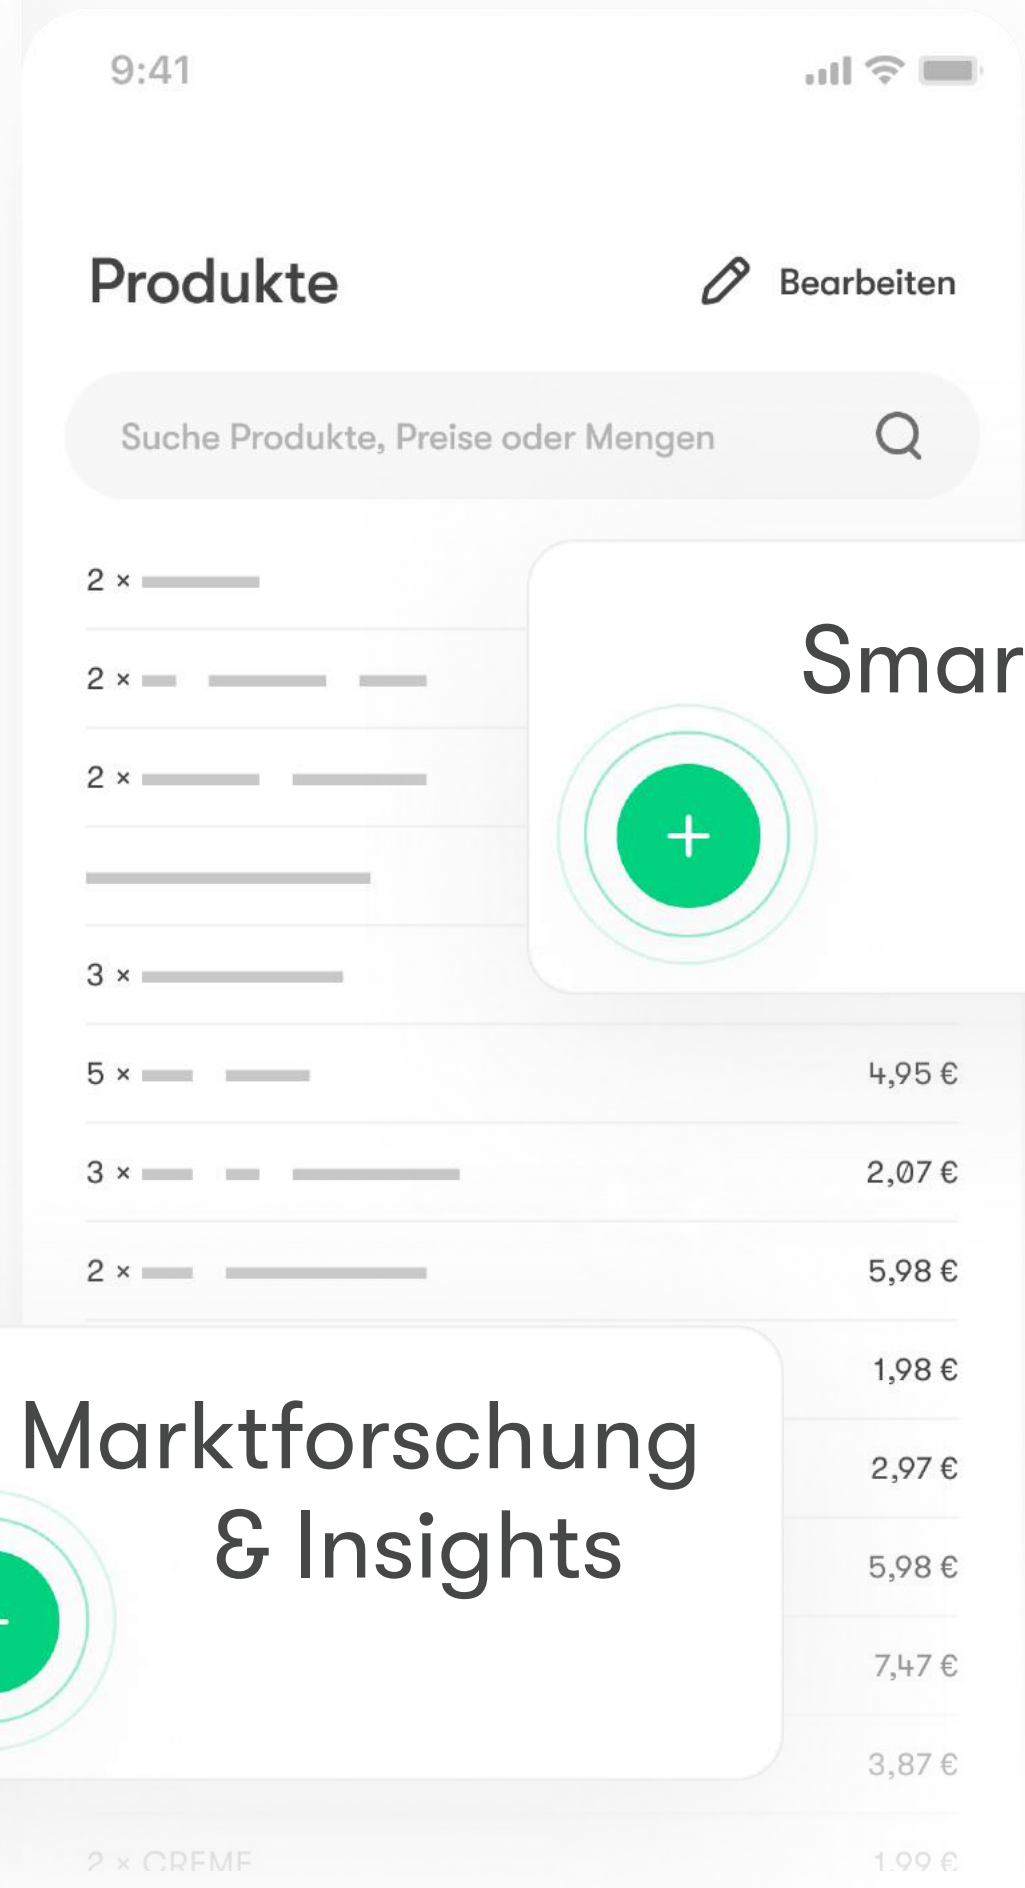 9:41
Produkte
Bearbeiten
Suche Produkte, Preise oder Mengen
2 ×
2 ×
2 ×
Smar
3 ×
5 × 4,95 €
3 × 2,07 €
2 × 5,98 €
1,98 €
Marktforschung
& Insights
2,97 €
5,98 €
7,47 €
3,87 €
2 × CREME 1,99 €